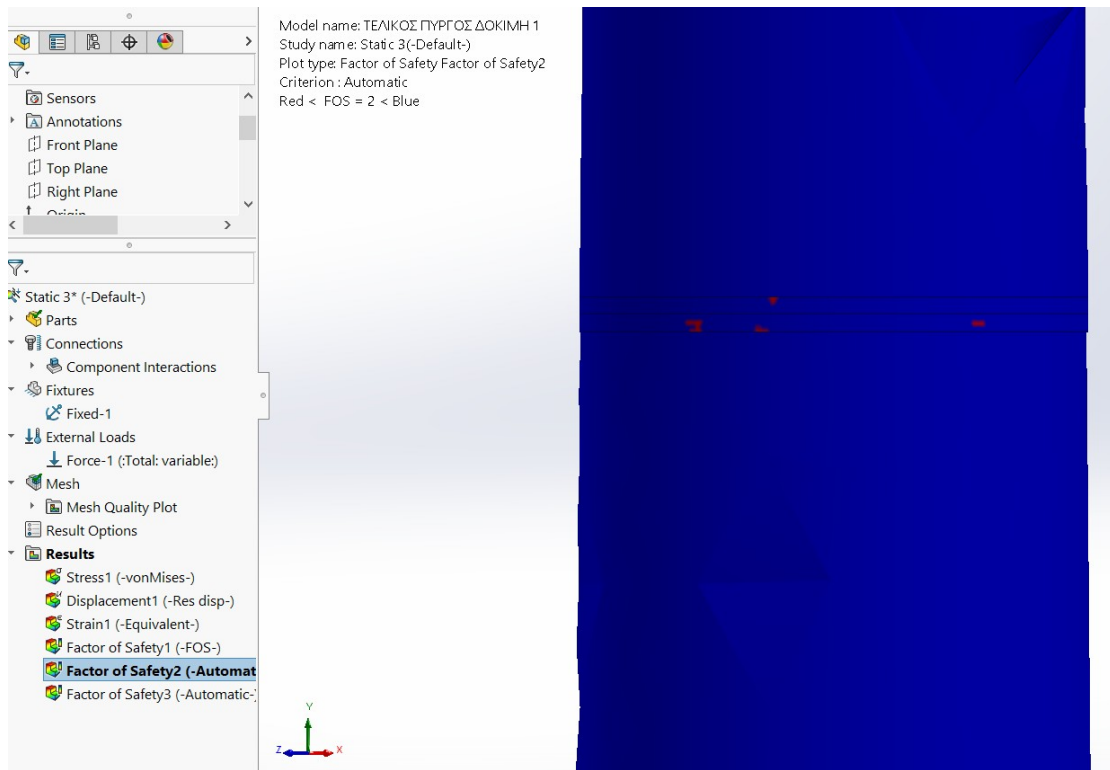 Model name: ΤΕΛΙΚΟΣ ΠΥΡΓΟΣ ΔΟΚΙΜΗ 1
Study name: Static 3(-Default-)
Plot type: Factor of Safety Factor of Safety2
Criterion : Automatic
Red < FOS = 2 < Blue
Sensors
Annotations
Front Plane
Top Plane
Right Plane
Origin
Static 3* (-Default-)
Parts
Connections
Component Interactions
Fixtures
Fixed-1
External Loads
Force-1 (:Total: variable:)
Mesh
Mesh Quality Plot
Result Options
Results
Stress1 (-vonMises-)
Displacement1 (-Res disp-)
Strain1 (-Equivalent-)
Factor of Safety1 (-FOS-)
Factor of Safety2 (-Automat
Factor of Safety3 (-Automatic-)
Y
Z
X